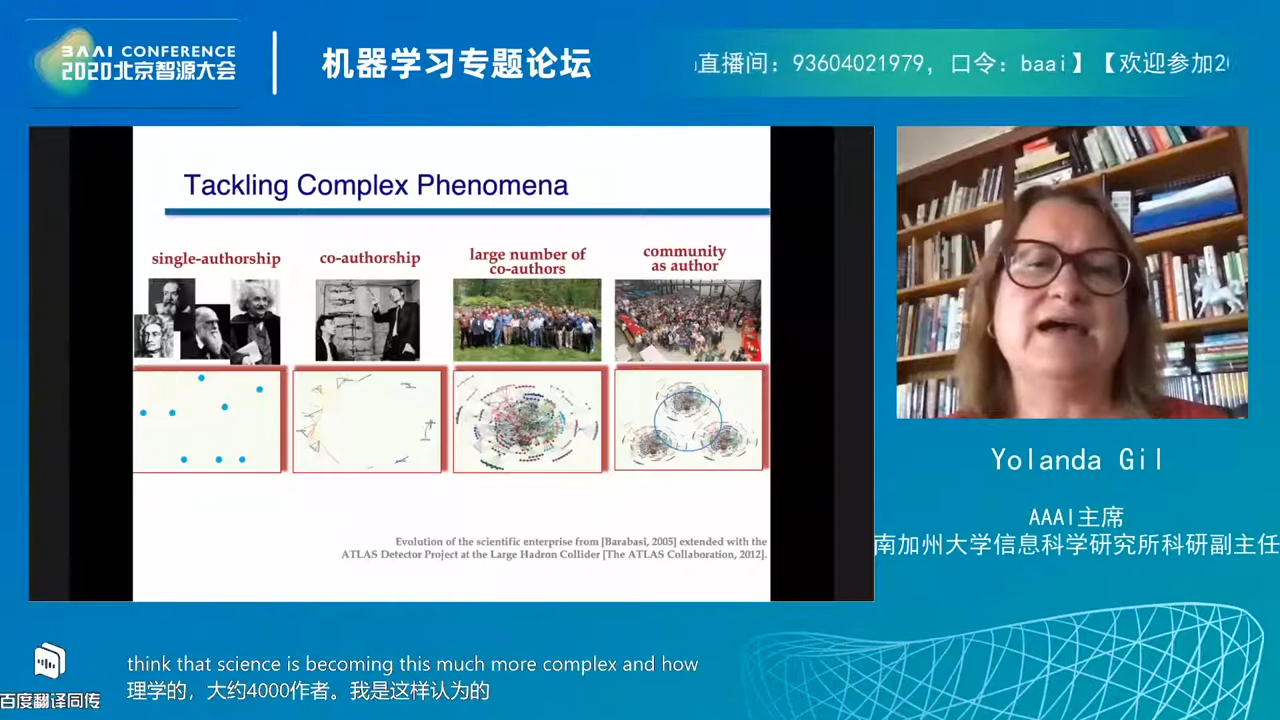 BAAI CONFERENCE
2020北京智源大会
机器学习专题论坛
直播间：93604021979，口令：baai】【欢迎参加2
Tackling Complex Phenomena
single-authorship
co-authorship
large number of
co-authors
community
as author
Evolution of the scientific enterprise from [Barabasi, 2005] extended with the
ATLAS Detector Project at the Large Hadron Collider [The ATLAS Collaboration, 2012].
Yolanda Gil
AAAI主席
南加州大学信息科学研究所科研副主任
think that science is becoming this much more complex and how
理学的，大约4000作者。我是这样认为的
百度翻译同传